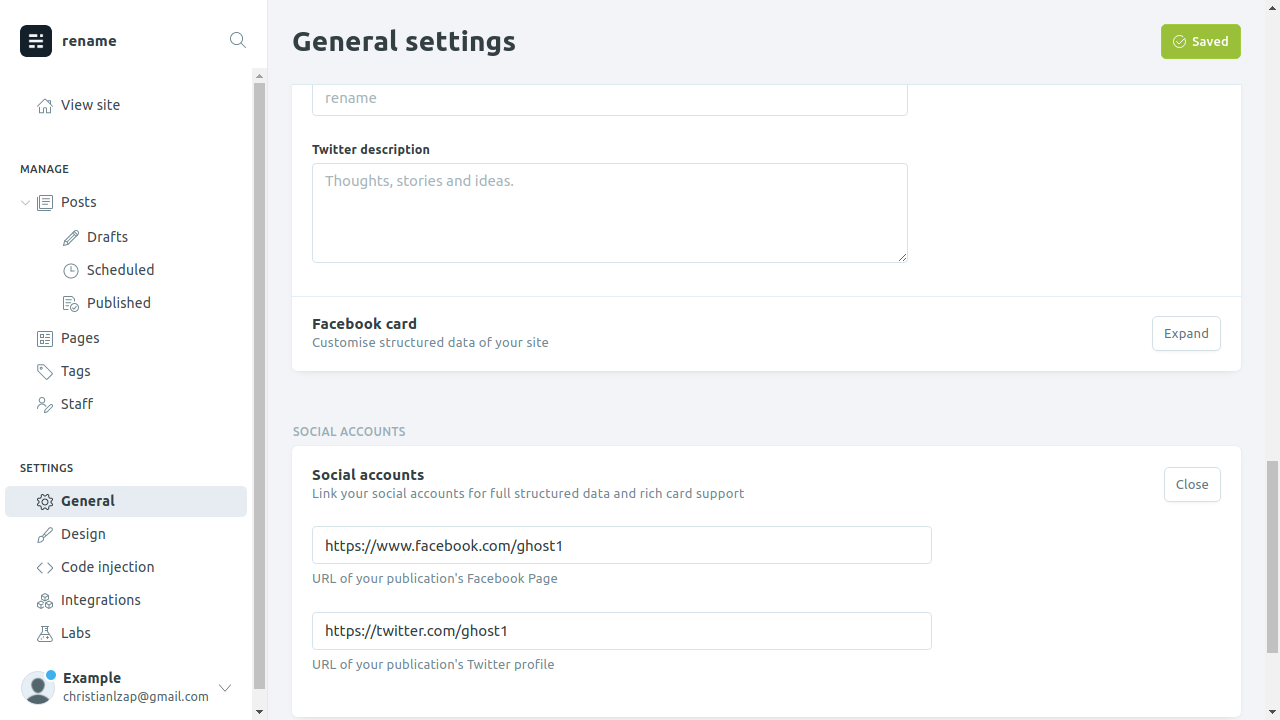 rename
View site
MANAGE
Posts
Drafts
Scheduled
Published
Pages
Tags
Staff
SETTINGS
General
Design
Code injection
Integrations
Labs
Example
christianlzap@gmail.com
General settings
Saved
rename
Twitter description
Thoughts, stories and ideas.
Facebook card
Customise structured data of your site
Expand
SOCIAL ACCOUNTS
Social accounts
Link your social accounts for full structured data and rich card support
Close
https://www.facebook.com/ghost1
URL of your publication's Facebook Page
https://twitter.com/ghost1
URL of your publication's Twitter profile